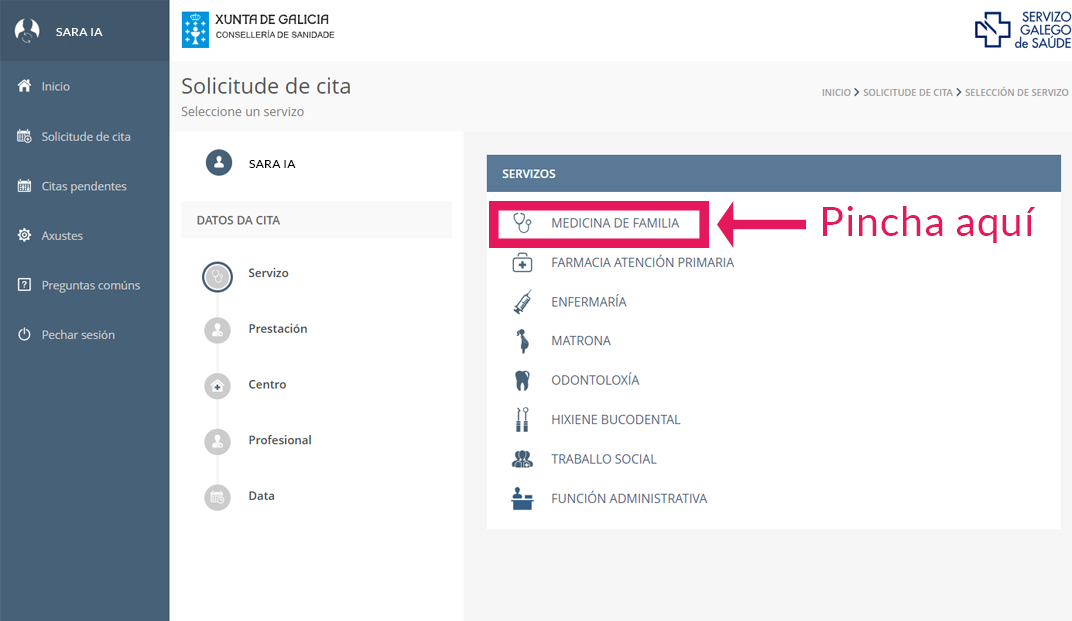 SARA IA
Inicio
Solicitude de cita
Citas pendentes
Axustes
Preguntas comúns
Pechar sesión
XUNTA DE GALICIA
CONSELLERÍA DE SANIDADE
SERVIZO
GALEGO
de SAÚDE
Solicitude de cita
Seleccione un servizo
INICIO > SOLICITUDE DE CITA > SELECCIÓN DE SERVIZO
SARA IA
DATOS DA CITA
Servizo
Prestación
Centro
Profesional
Data
SERVIZOS
MEDICINA DE FAMILIA
Pincha aquí
FARMACIA ATENCIÓN PRIMARIA
ENFERMARÍA
MATRONA
ODONTOLOXÍA
HIXIENE BUCODENTAL
TRABALLO SOCIAL
FUNCIÓN ADMINISTRATIVA